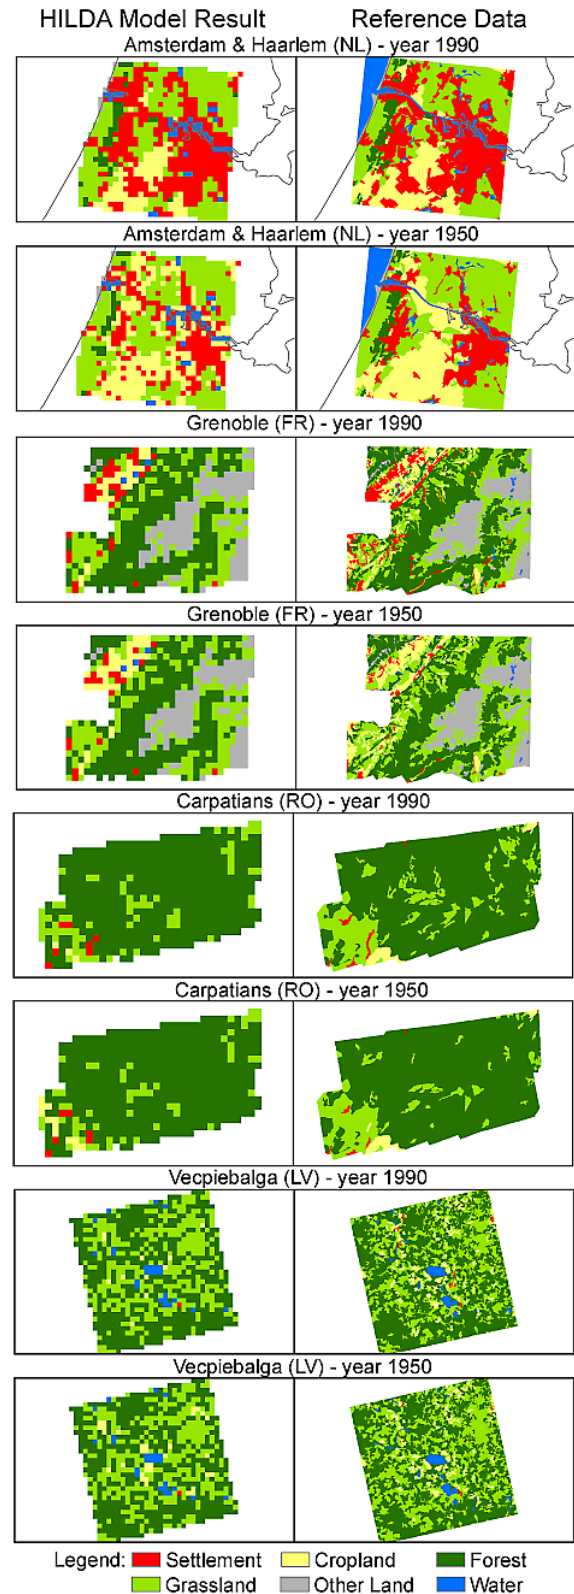 HILDA Model Result Reference Data
Amsterdam & Haarlem (NL) - year 1990
Amsterdam & Haarlem (NL) - year 1950
Grenoble (FR) - year 1990
Grenoble (FR) - year 1950
Carpatians (RO) - year 1990
Carpatians (RO) - year 1950
Vecpiebalga (LV) - year 1990
Vecpiebalga (LV) - year 1950
Legend: Settlement Cropland Forest
Grassland Other Land Water